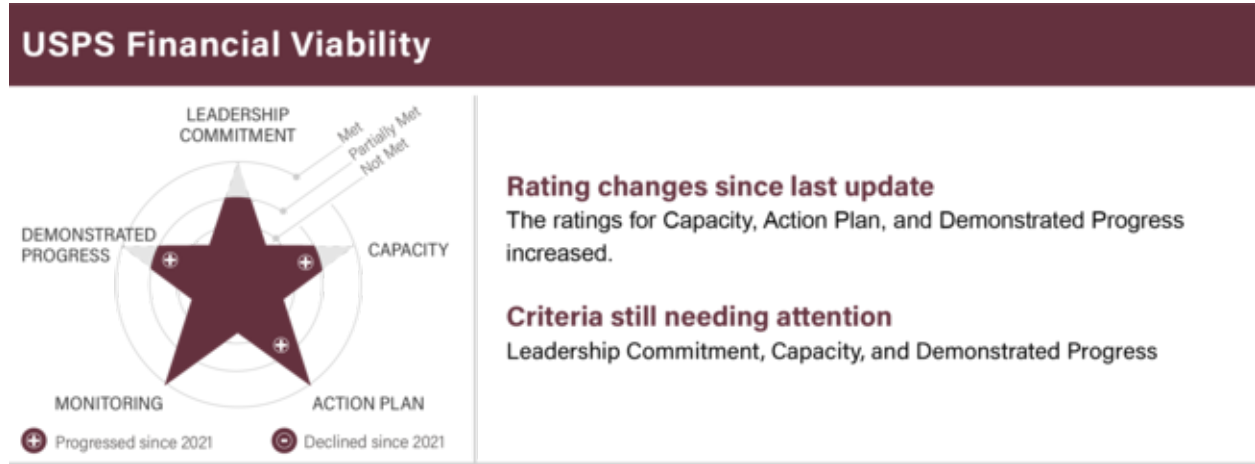 USPS Financial Viability
LEADERSHIP
COMMITMENT
Met
Partially Met
Not Met
DEMONSTRATED
PROGRESS
CAPACITY
MONITORING
ACTION PLAN
Progressed since 2021
Declined since 2021
Rating changes since last update
The ratings for Capacity, Action Plan, and Demonstrated Progress
increased.
Criteria still needing attention
Leadership Commitment, Capacity, and Demonstrated Progress